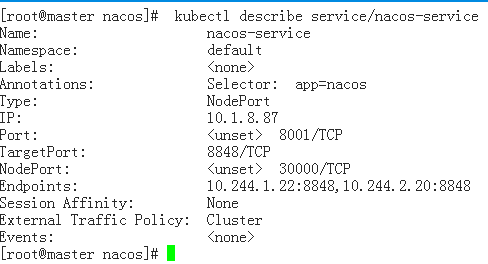 [root@master nacos]# kubectl describe service/nacos-service
Name: nacos-service
Namespace: default
Labels: <none>
Annotations: Selector: app=nacos
Type: NodePort
IP: 10.1.8.87
Port: <unset> 8001/TCP
TargetPort: 8848/TCP
NodePort: <unset> 30000/TCP
Endpoints: 10.244.1.22:8848,10.244.2.20:8848
Session Affinity: None
External Traffic Policy: Cluster
Events: <none>
[root@master nacos]#